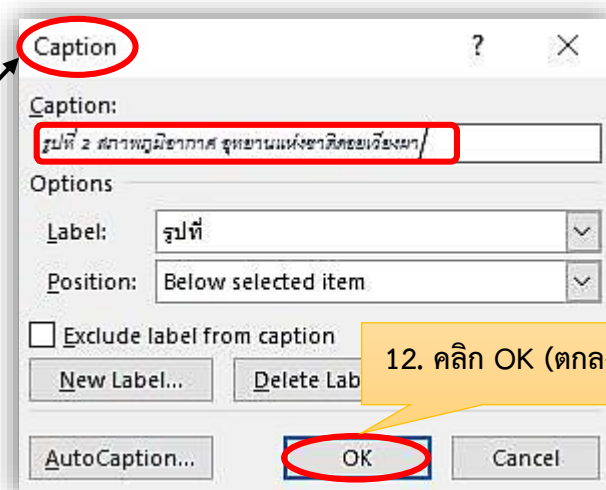 Caption ? ×
Caption:
รูปที่ 2 สภาพภูมิอากาศ อุทยานแห่งชาติดอยเวียงผา
Options
Label: รูปที่
Position: Below selected item
Exclude label from caption
12. คลิก OK (ตกล
New Label... Delete Lab
AutoCaption... OK Cancel